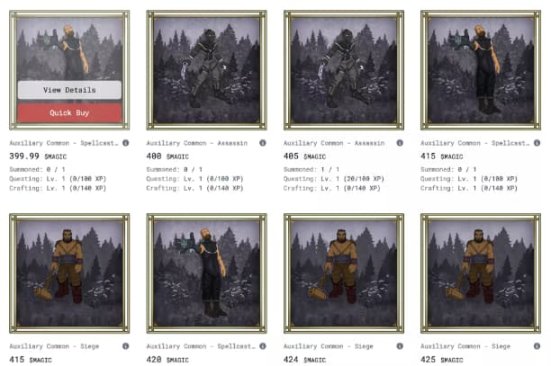 View Details
Quick Buy
Auxiliary Common - Spellcast…
Auxiliary Common - Assassin
Auxiliary Common - Assassin
Auxiliary Common - Spellcast…
399.99 $MAGIC
400 $MAGIC
405 $MAGIC
415 $MAGIC
Summoned: 0 / 1
Summoned: 0 / 1
Summoned: 1 / 1
Summoned: 0 / 1
Questing: Lv. 1 (0/100 XP)
Questing: Lv. 1 (0/100 XP)
Questing: Lv. 1 (20/100 XP)
Questing: Lv. 1 (0/100 XP)
Crafting: Lv. 1 (0/140 XP)
Crafting: Lv. 1 (0/140 XP)
Crafting: Lv. 1 (0/140 XP)
Crafting: Lv. 1 (0/140 XP)
Auxiliary Common - Siege
Auxiliary Common - Spellcast…
Auxiliary Common - Siege
Auxiliary Common - Siege
415 $MAGIC
420 $MAGIC
424 $MAGIC
425 $MAGIC